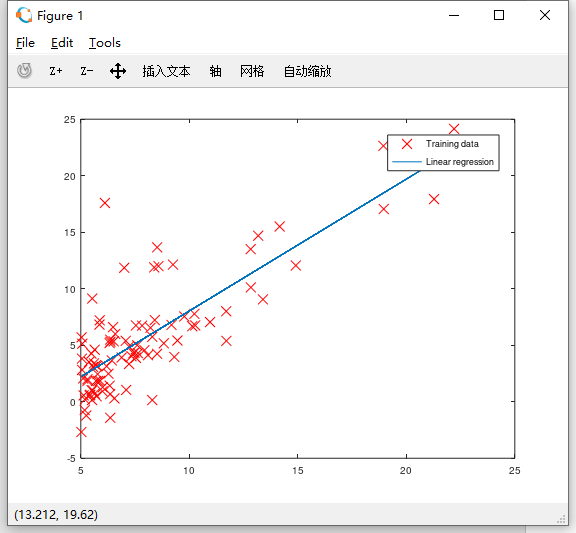 Figure 1
File Edit Tools
Z+ Z- 插入文本 轴 网格 自动缩放
25
Training data
Linear regression
20
15
10
5
0
-5
5 10 15 20 25
(13.212, 19.62)